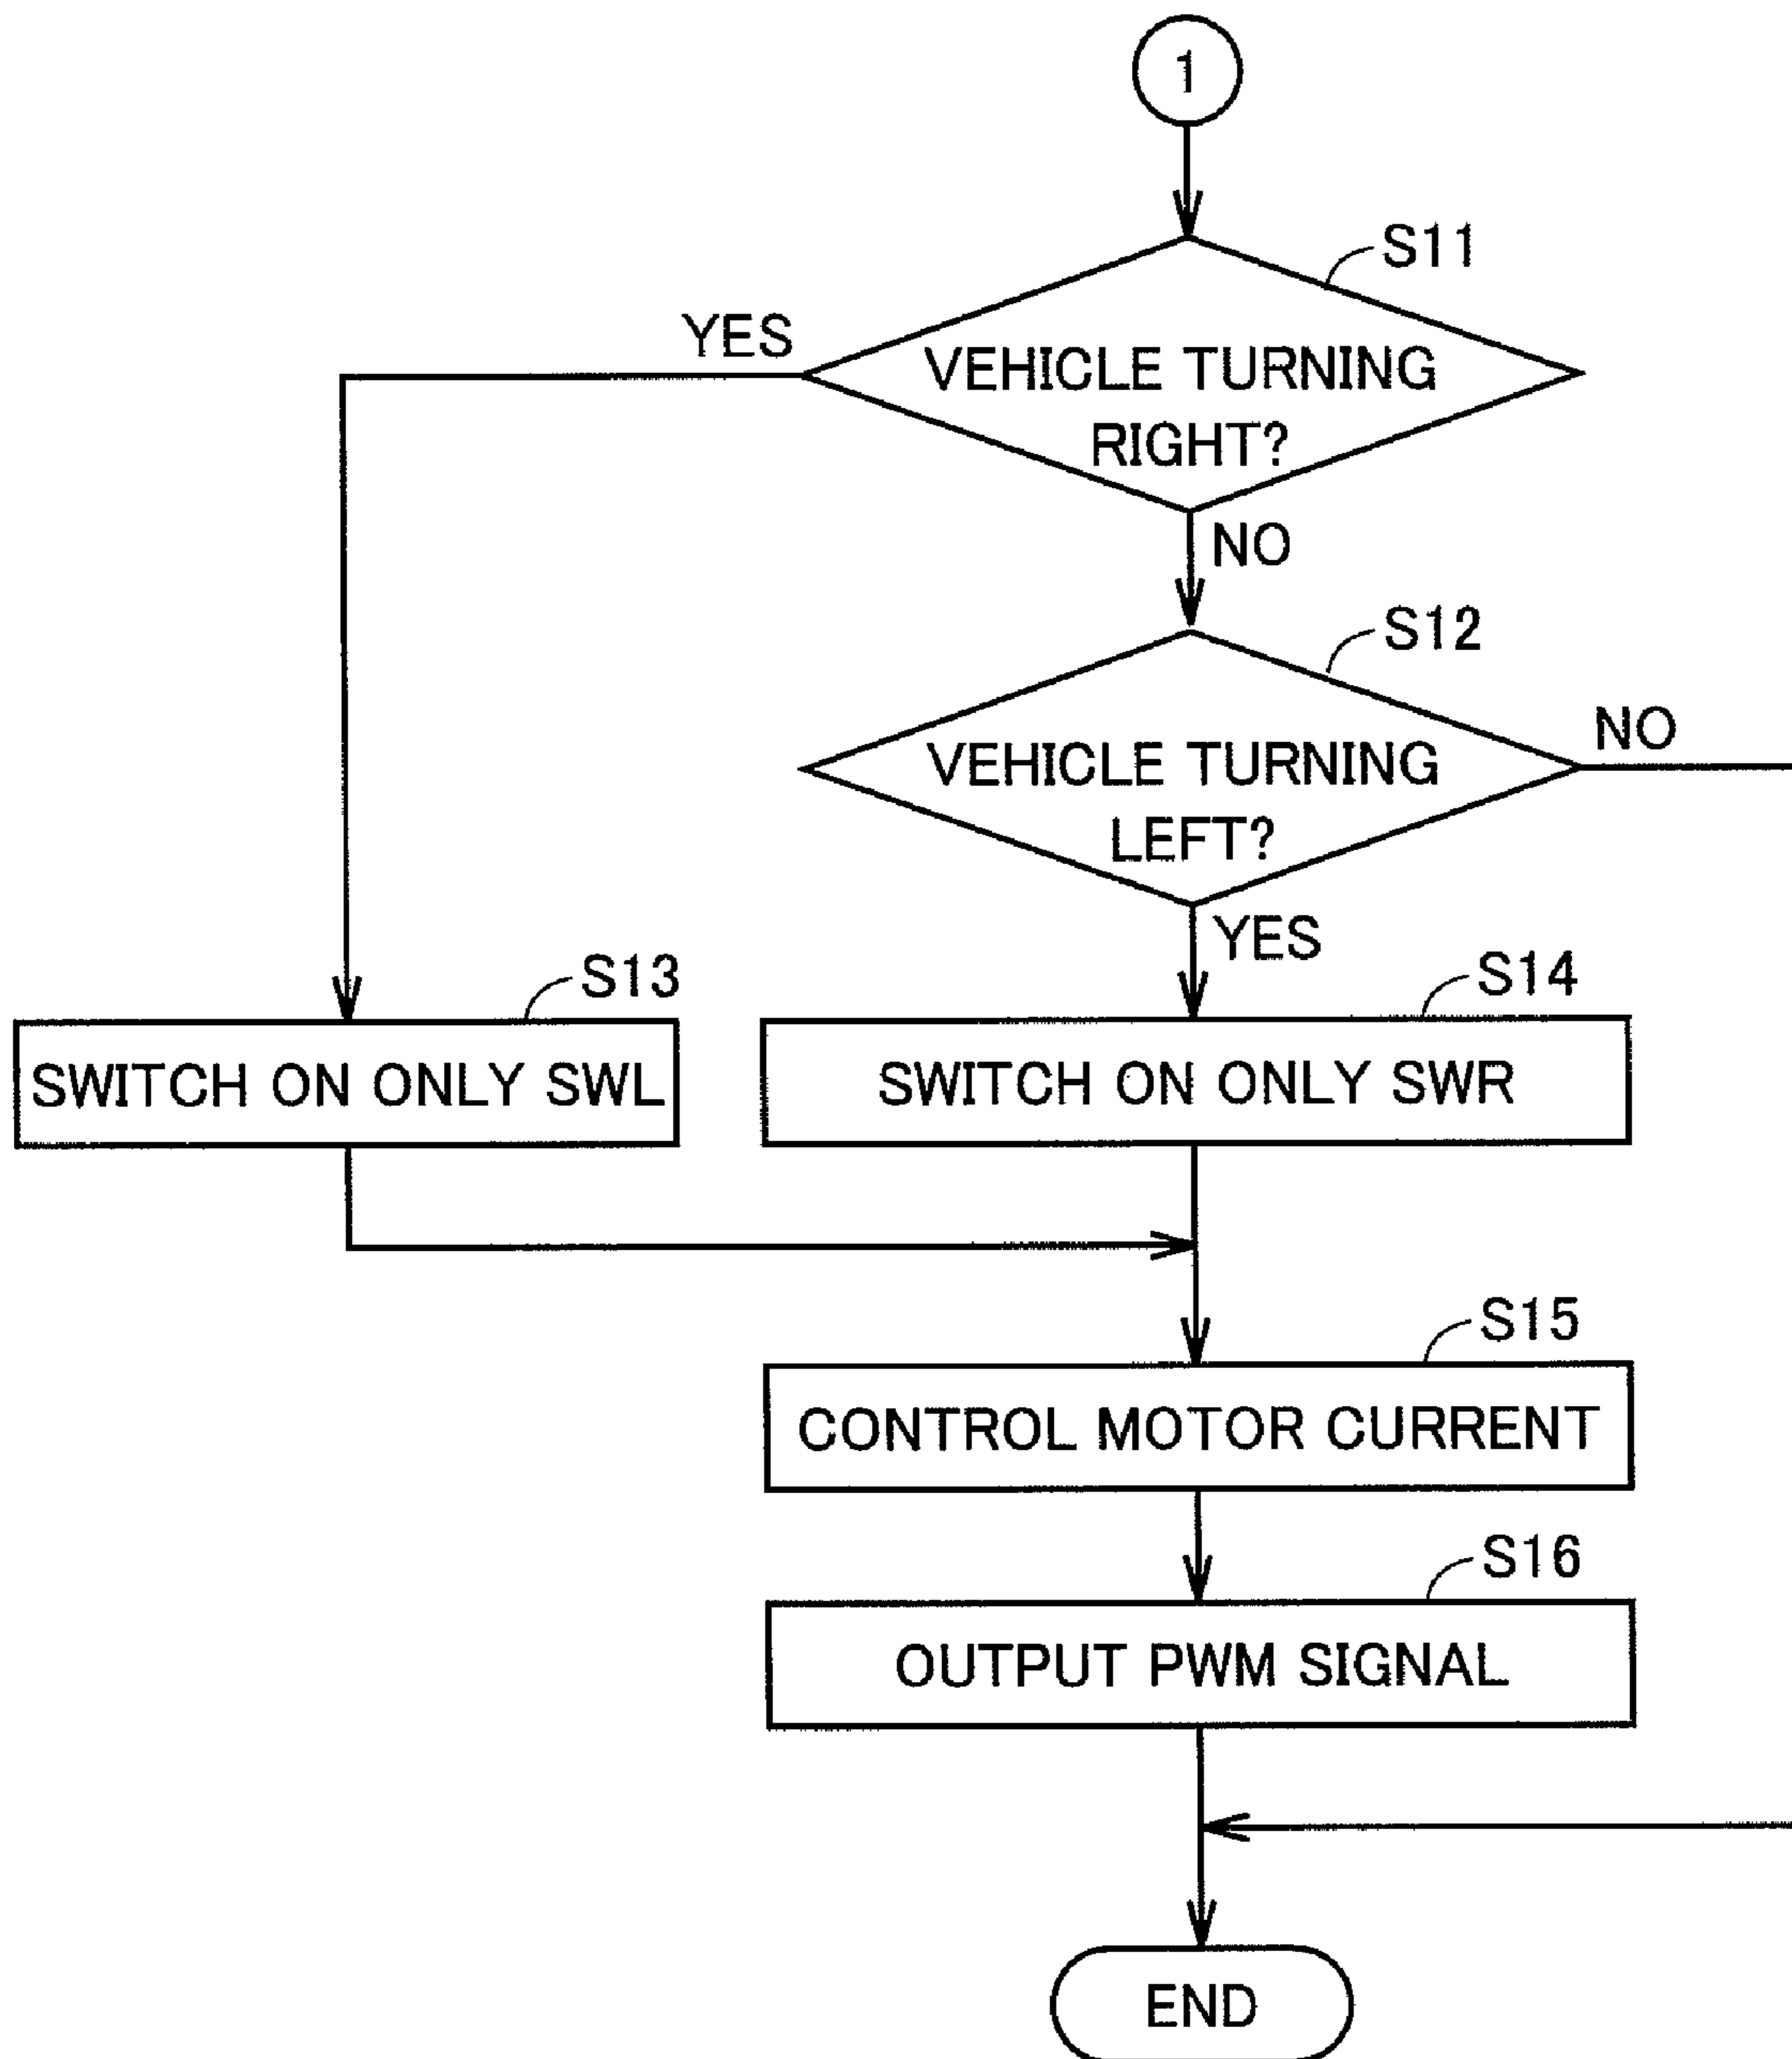 1
S11
YES
VEHICLE TURNING
RIGHT?
NO
S12
NO
VEHICLE TURNING
LEFT?
YES
S13
S14
SWITCH ON ONLY SWL
SWITCH ON ONLY SWR
S15
CONTROL MOTOR CURRENT
S16
OUTPUT PWM SIGNAL
END